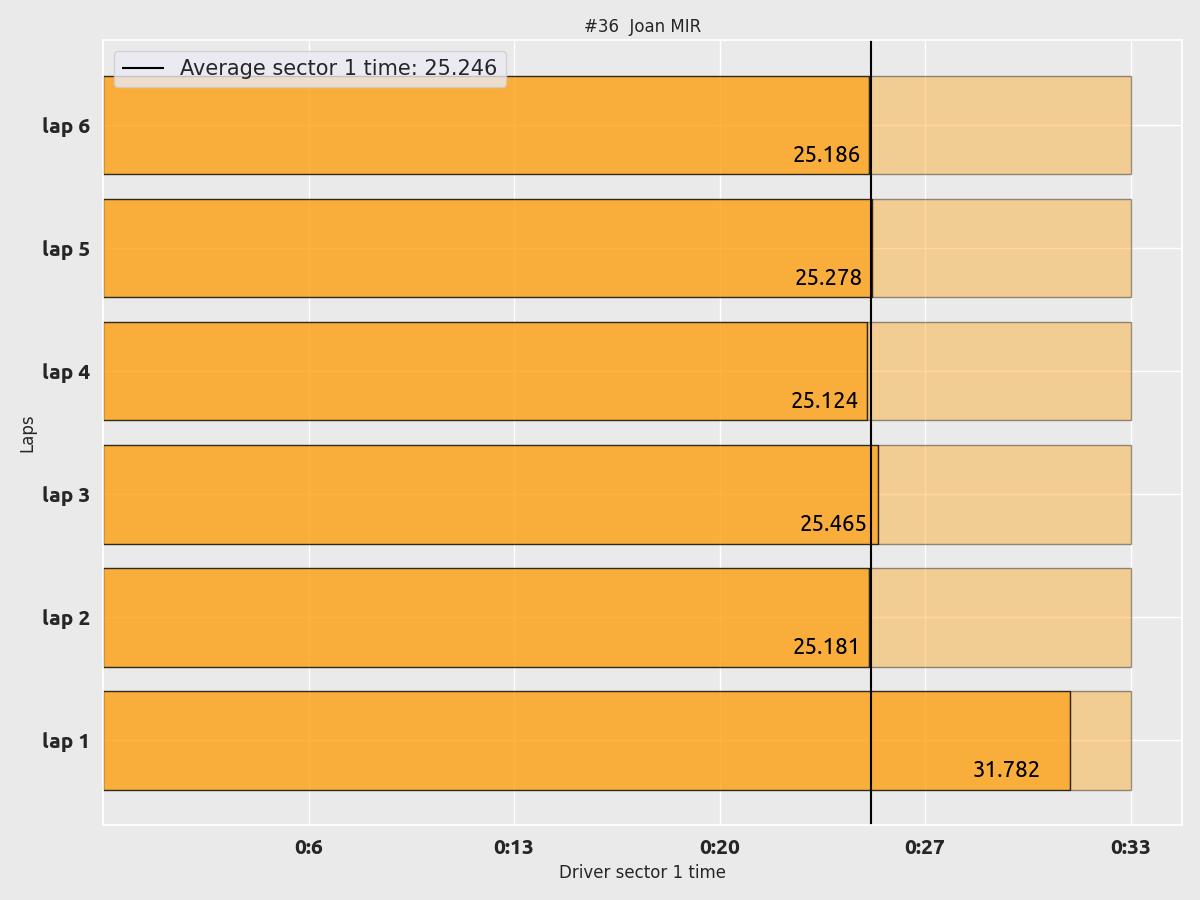 #36 Joan MIR
Average sector 1 time: 25.246
lap 6
25.186
lap 5
25.278
lap 4
25.124
lap 3
25.465
lap 2
25.181
lap 1
31.782
Laps
0:6 0:13 0:20 0:27 0:33
Driver sector 1 time